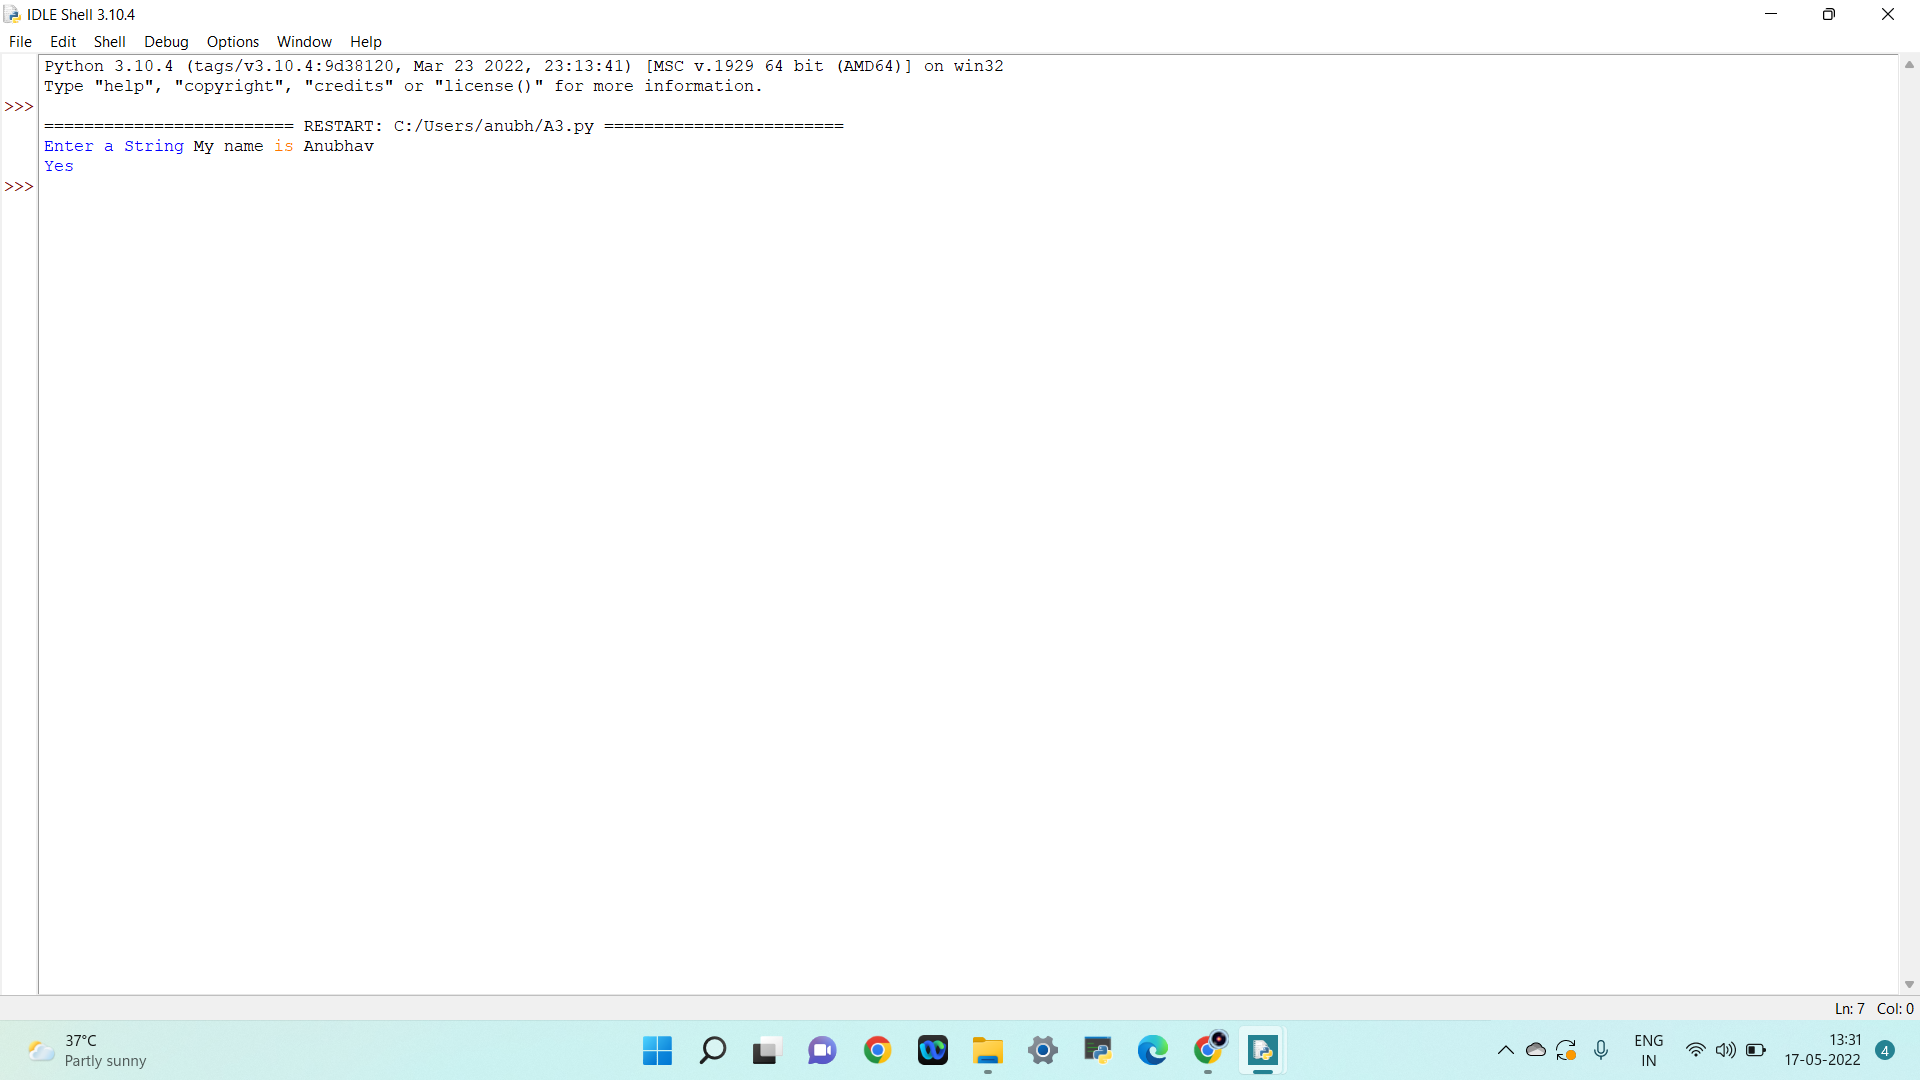 IDLE Shell 3.10.4
File Edit Shell Debug Options Window Help
Python 3.10.4 (tags/v3.10.4:9d38120, Mar 23 2022, 23:13:41) [MSC v.1929 64 bit (AMD64)] on win32
Type "help", "copyright", "credits" or "license()" for more information.
>>>
========================= RESTART: C:/Users/anubh/A3.py ========================
Enter a String My name is Anubhav
Yes
>>>
Ln: 7 Col: 0
37°C
Partly sunny
ENG
IN
13:31
17-05-2022
4